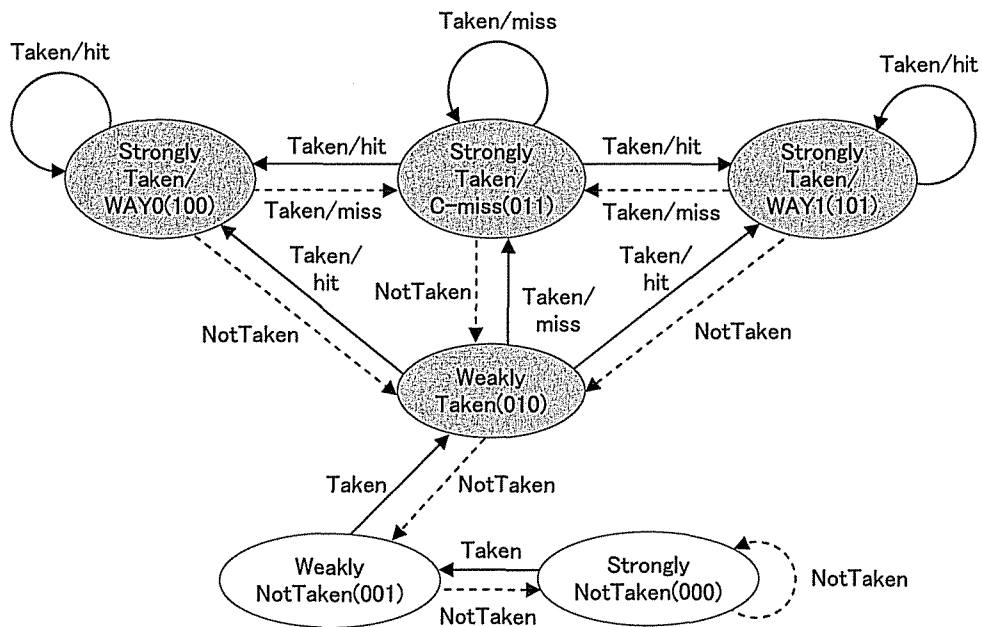 Taken/miss
Taken/hit
Taken/hit
Strongly
Taken/
WAY0(100)
Taken/hit
Taken/miss
Strongly
Taken/
C-miss(011)
Taken/hit
Taken/miss
Strongly
Taken/
WAY1(101)
Taken/
hit
NotTaken
Taken/
miss
Taken/
hit
NotTaken
NotTaken
Weakly
Taken(010)
Taken
NotTaken
Weakly
NotTaken(001)
Taken
NotTaken
Strongly
NotTaken(000)
NotTaken